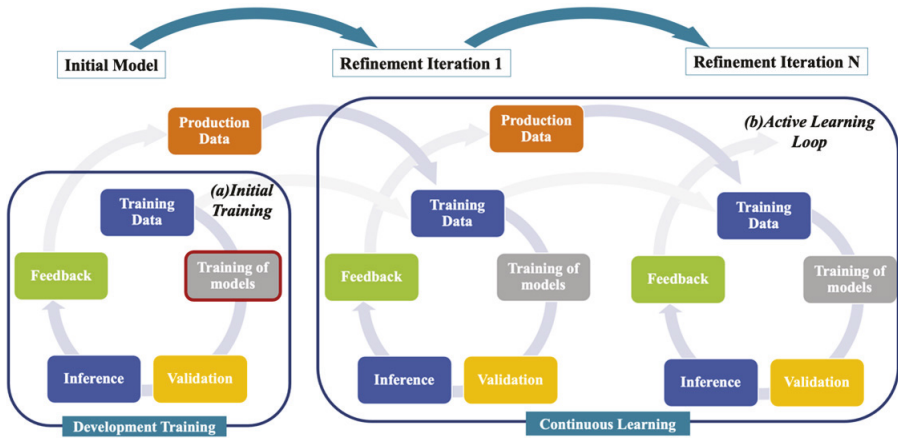 Initial Model
Refinement Iteration 1
Refinement Iteration N
Production
Data
Production
Data
(b)Active Learning
Loop
(a)Initial
Training
Training
Data
Training
Data
Training
Data
Feedback
Training of
models
Feedback
Training of
models
Feedback
Training of
models
Inference
Validation
Inference
Validation
Inference
Validation
Development Training
Continuous Learning